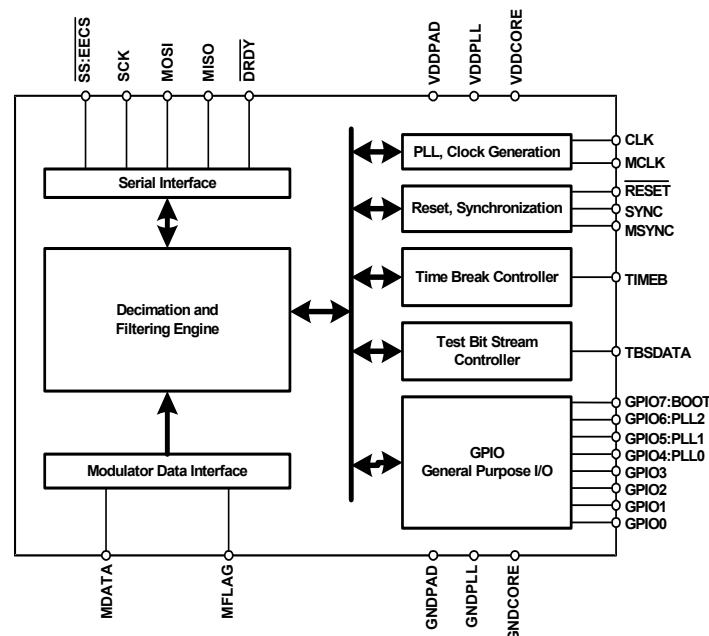 SS:EECS
SCK
MOSI
MISO
DRDY
VDDPAD
VDDPLL
VDDCORE
Serial Interface
Decimation and
Filtering Engine
Modulator Data Interface
PLL, Clock Generation
CLK
MCLK
Reset, Synchronization
RESET
SYNC
MSYNC
Time Break Controller
TIMEB
Test Bit Stream
Controller
TBSDATA
GPIO
General Purpose I/O
GPIO7:BOOT
GPIO6:PLL2
GPIO5:PLL1
GPIO4:PLL0
GPIO3
GPIO2
GPIO1
GPIO0
MDATA
MFLAG
GNDPAD
GNDPLL
GNDCORE